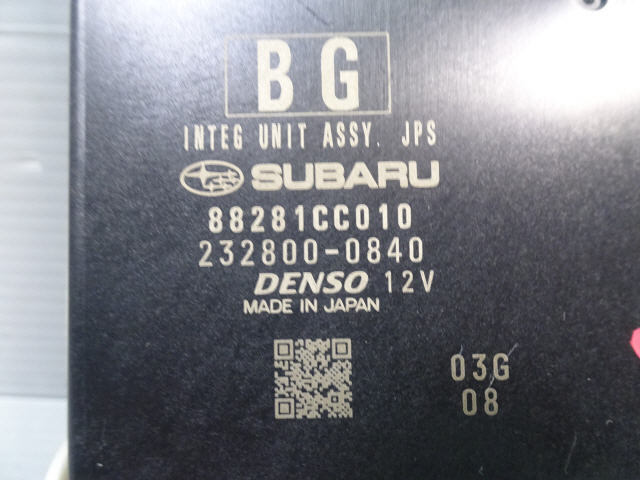 BG
INTEG UNIT ASSY. JPS
SUBARU
88281CC010
232800-0840
DENSO 12V
MADE IN JAPAN
03G
08